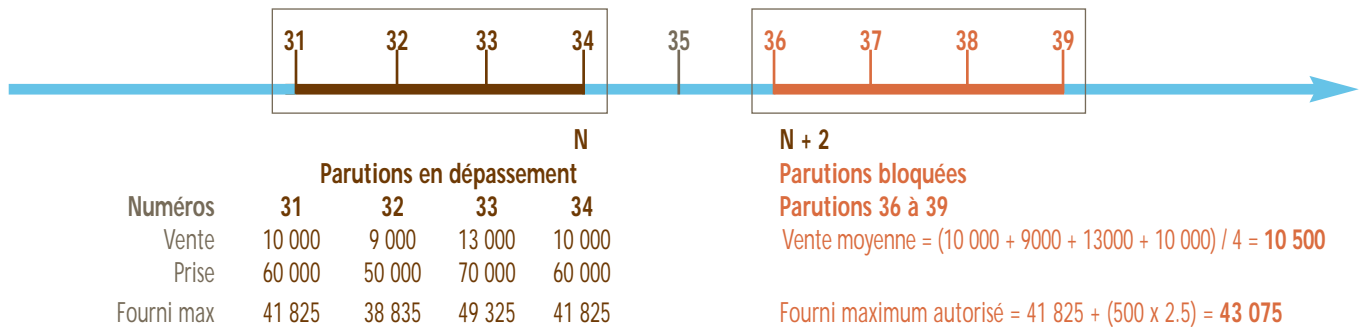 31 32 33 34 35 36 37 38 39
N N + 2
Parutions en dépassement Parutions bloquées
Numéros 31 32 33 34 Parutions 36 à 39
Vente 10 000 9 000 13 000 10 000 Vente moyenne = (10 000 + 9000 + 13000 + 10 000) / 4 = 10 500
Prise 60 000 50 000 70 000 60 000
Fourni max 41 825 38 835 49 325 41 825 Fourni maximum autorisé = 41 825 + (500 x 2.5) = 43 075